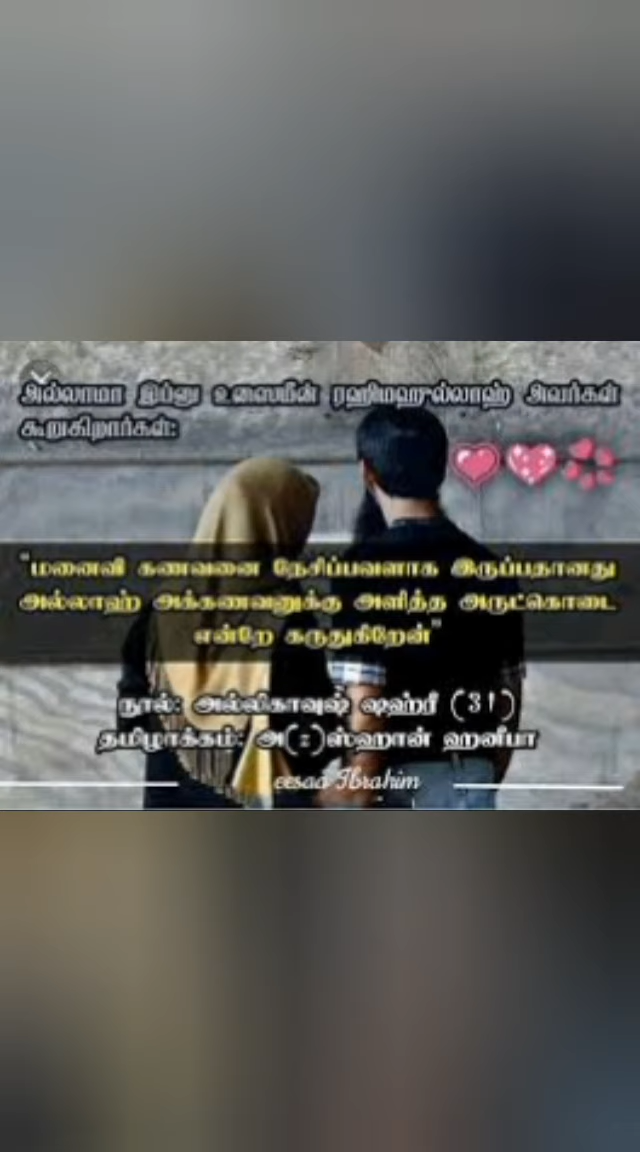 அல்லாமா இப்னு உஸைமீன் ரஹிமஹுல்லாஹ் அவர்கள்
கூறுகிறார்கள்:
"மனைவி கணவனை நேசிப்பவளாக இருப்பதானது
அல்லாஹ் அக்கணவனுக்கு அளித்த அருட்கொடை
என்றே கருதுகிறேன்"
நூல்: அல்லிகாவுஷ் ஷஹ்ரீ (31)
தமிழாக்கம்: அ(z)ஸ்ஹான் ஹனீபா
eesaa Ibrahim